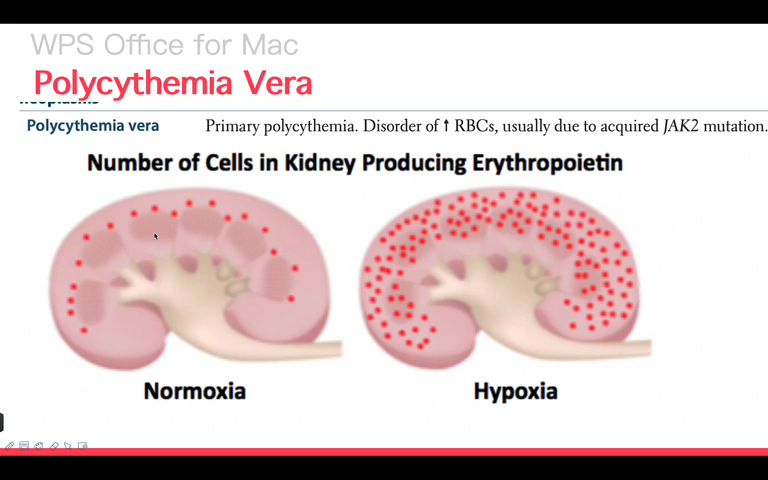 WPS Office for Mac
Polycythemia Vera
neoplasms
Polycythemia vera Primary polycythemia. Disorder of ↑ RBCs, usually due to acquired JAK2 mutation.
Number of Cells in Kidney Producing Erythropoietin
Normoxia Hypoxia